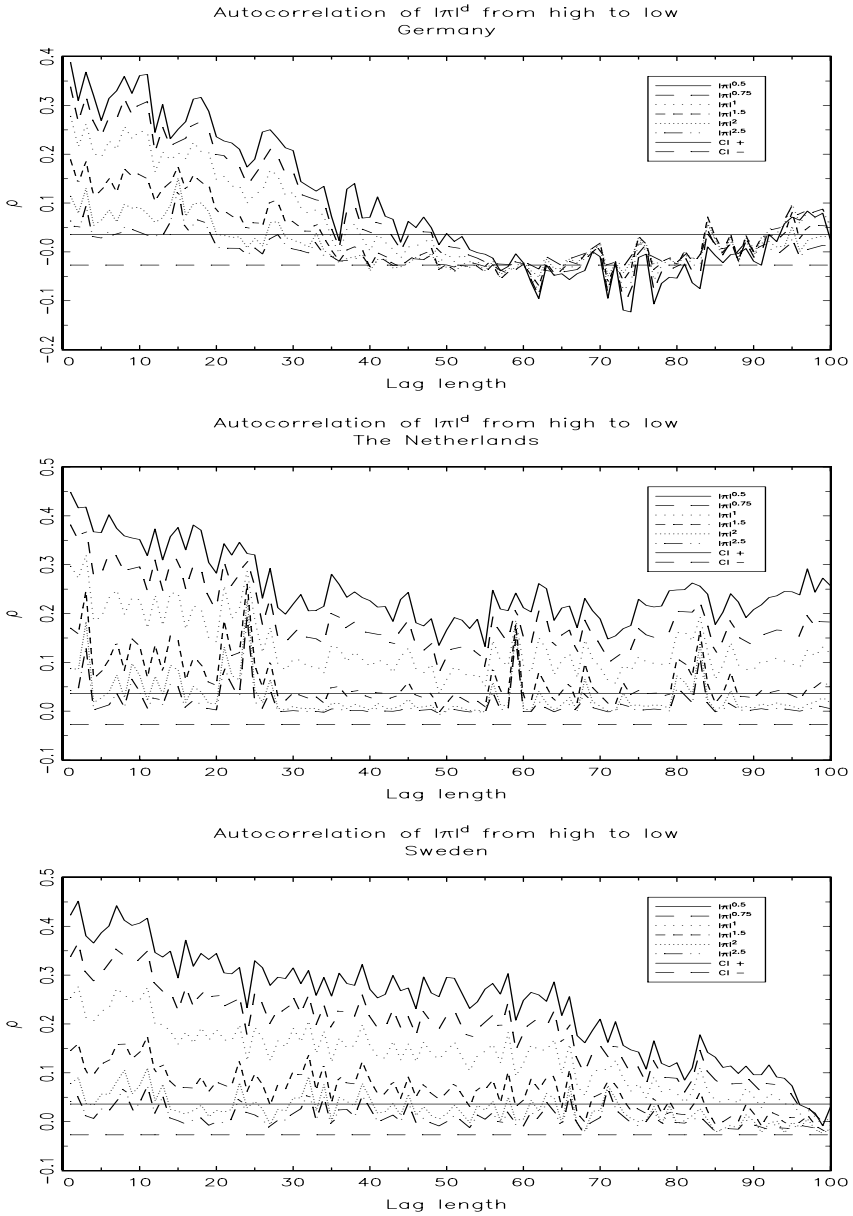 Autocorrelation of |π|^d from high to low
Germany
ρ
0.4
0.3
0.2
0.1
-0.0
-0.1
-0.2
|π|^0.5
|π|^0.75
|π|^1
|π|^1.5
|π|^2
|π|^2.5
CI +
CI -
0 10 20 30 40 50 60 70 80 90 100
Lag length
Autocorrelation of |π|^d from high to low
The Netherlands
ρ
0.5
0.4
0.3
0.2
0.1
0.0
-0.1
|π|^0.5
|π|^0.75
|π|^1
|π|^1.5
|π|^2
|π|^2.5
CI +
CI -
0 10 20 30 40 50 60 70 80 90 100
Lag length
Autocorrelation of |π|^d from high to low
Sweden
ρ
0.5
0.4
0.3
0.2
0.1
0.0
-0.1
|π|^0.5
|π|^0.75
|π|^1
|π|^1.5
|π|^2
|π|^2.5
CI +
CI -
0 10 20 30 40 50 60 70 80 90 100
Lag length